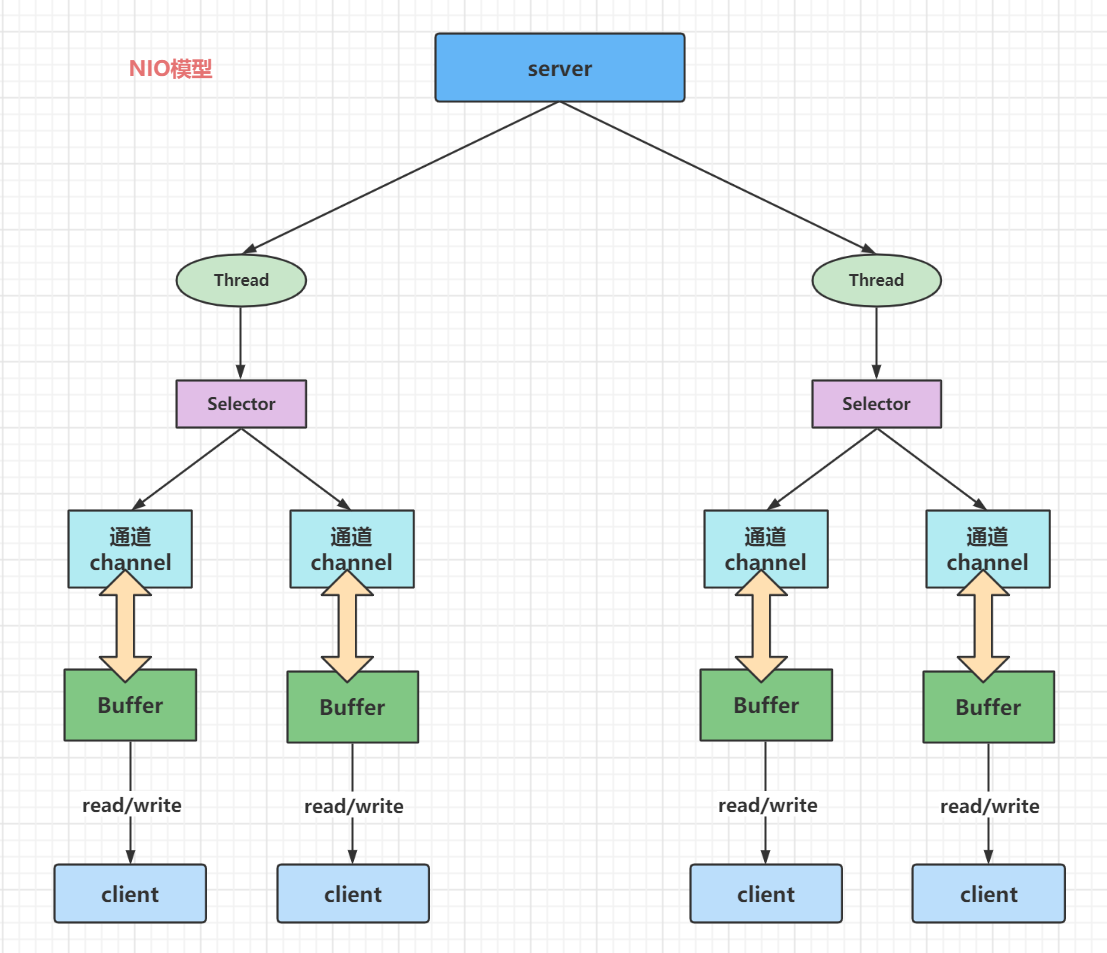 NIO模型
server
Thread
Thread
Selector
Selector
通道
channel
通道
channel
通道
channel
通道
channel
Buffer
Buffer
Buffer
Buffer
read/write
read/write
read/write
read/write
client
client
client
client